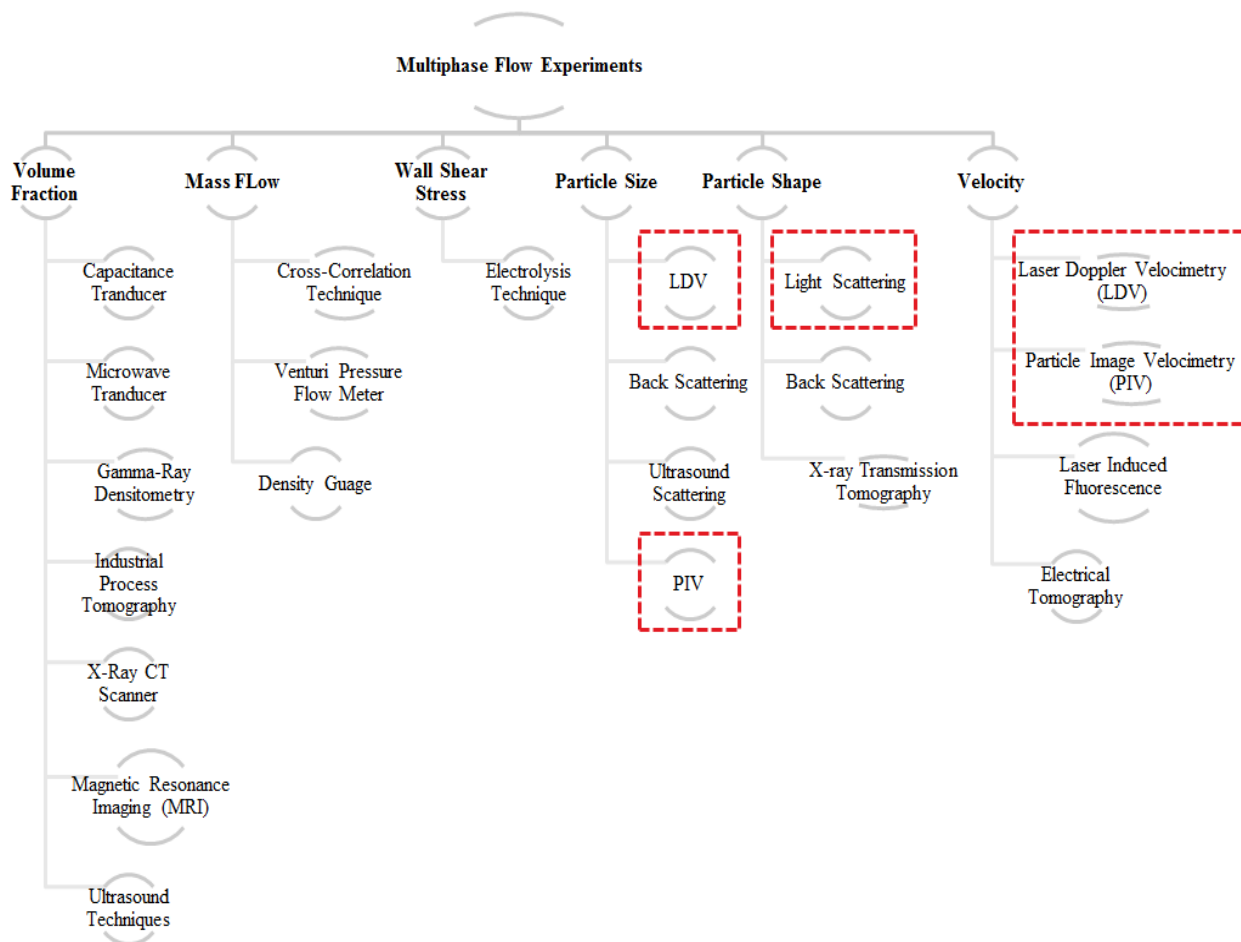 Multiphase Flow Experiments
Volume
Fraction
Capacitance
Tranducer
Microwave
Tranducer
Gamma-Ray
Densitometry
Industrial
Process
Tomography
X-Ray CT
Scanner
Magnetic Resonance
Imaging (MRI)
Ultrasound
Techniques
Mass FLow
Cross-Correlation
Technique
Venturi Pressure
Flow Meter
Density Guage
Wall Shear
Stress
Electrolysis
Technique
Particle Size
LDV
Back Scattering
Ultrasound
Scattering
PIV
Particle Shape
Light Scattering
Back Scattering
X-ray Transmission
Tomography
Velocity
Laser Doppler Velocimetry
(LDV)
Particle Image Velocimetry
(PIV)
Laser Induced
Fluorescence
Electrical
Tomography